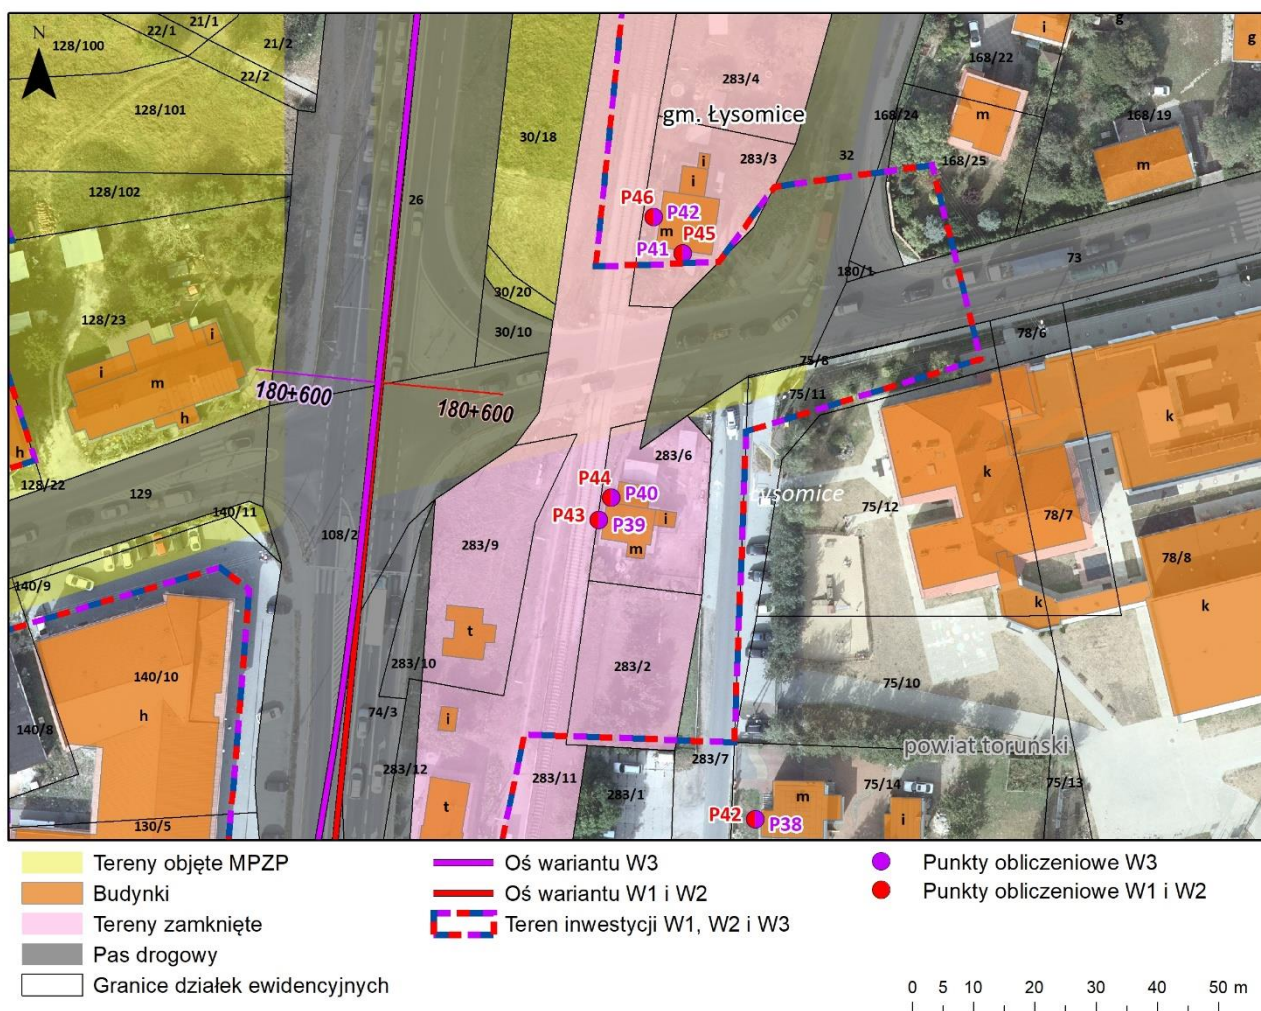 N
128/100
22/1
21/1
21/2
22/2
128/101
128/102
128/23
i
i
m
h
h
128/22
129
140/11
140/9
140/10
h
140/8
130/5
26
180+600
180+600
108/2
30/18
30/20
30/10
283/4
gm. Łysomice
283/3
i
i
P46
P42
m
P45
P41
32
168/22
i
g
g
168/24
m
168/25
168/19
m
73
180/1
75/8
78/6
75/11
k
k
k
k
283/6
P44
P40
P43
P39
i
m
Łysomice
75/12
78/7
78/8
283/9
t
283/10
74/3
i
283/12
t
283/11
283/2
283/7
283/1
75/10
powiat toruński
75/13
75/14
m
i
P42
P38
Tereny objęte MPZP
Budynki
Tereny zamknięte
Pas drogowy
Granice działek ewidencyjnych
Oś wariantu W3
Oś wariantu W1 i W2
Teren inwestycji W1, W2 i W3
Punkty obliczeniowe W3
Punkty obliczeniowe W1 i W2
0 5 10 20 30 40 50 m